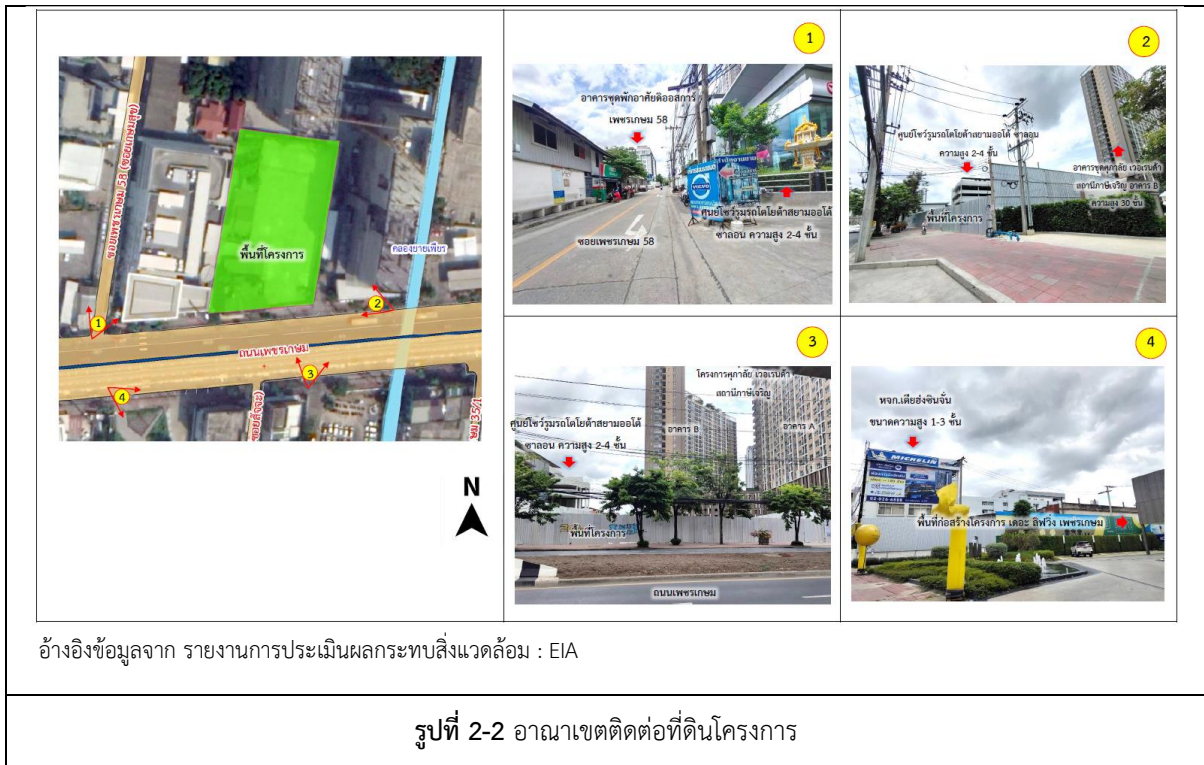 ซอยเพชรเกษม 58 (ซอยเกษมสุข)
พื้นที่โครงการ
คลองยายเพียร
ถนนเพชรเกษม
ซอยสัจจะ)
1
2
3
4
N
1
อาคารชุดพักอาศัยดิออสการ์
เพชรเกษม 58
VOLVO
ศูนย์โชว์รูมรถโตโยต้าสยามออโต้
ซาลอน ความสูง 2-4 ชั้น
ซอยเพชรเกษม 58
2
ศูนย์โชว์รูมรถโตโยต้าสยามออโต้ ซาลอน
ความสูง 2-4 ชั้น
อาคารชุดศุภาลัย เวอเรนด้า
สถานีภาษีเจริญ อาคาร B
ความสูง 30 ชั้น
พื้นที่โครงการ
3
โครงการศุภาลัย เวอเรนด้า
สถานีภาษีเจริญ
ศูนย์โชว์รูมรถโตโยต้าสยามออโต้
ซาลอน ความสูง 2-4 ชั้น
อาคาร B
อาคาร A
พื้นที่โครงการ
ถนนเพชรเกษม
4
หจก.เตียฮ่งซินจั่น
ขนาดความสูง 1-3 ชั้น
MICHELIN
พื้นที่ก่อสร้างโครงการ เดอะ ลิฟวิ่ง เพชรเกษม
อ้างอิงข้อมูลจาก รายงานการประเมินผลกระทบสิ่งแวดล้อม : EIA
รูปที่ 2-2 อาณาเขตติดต่อที่ดินโครงการ